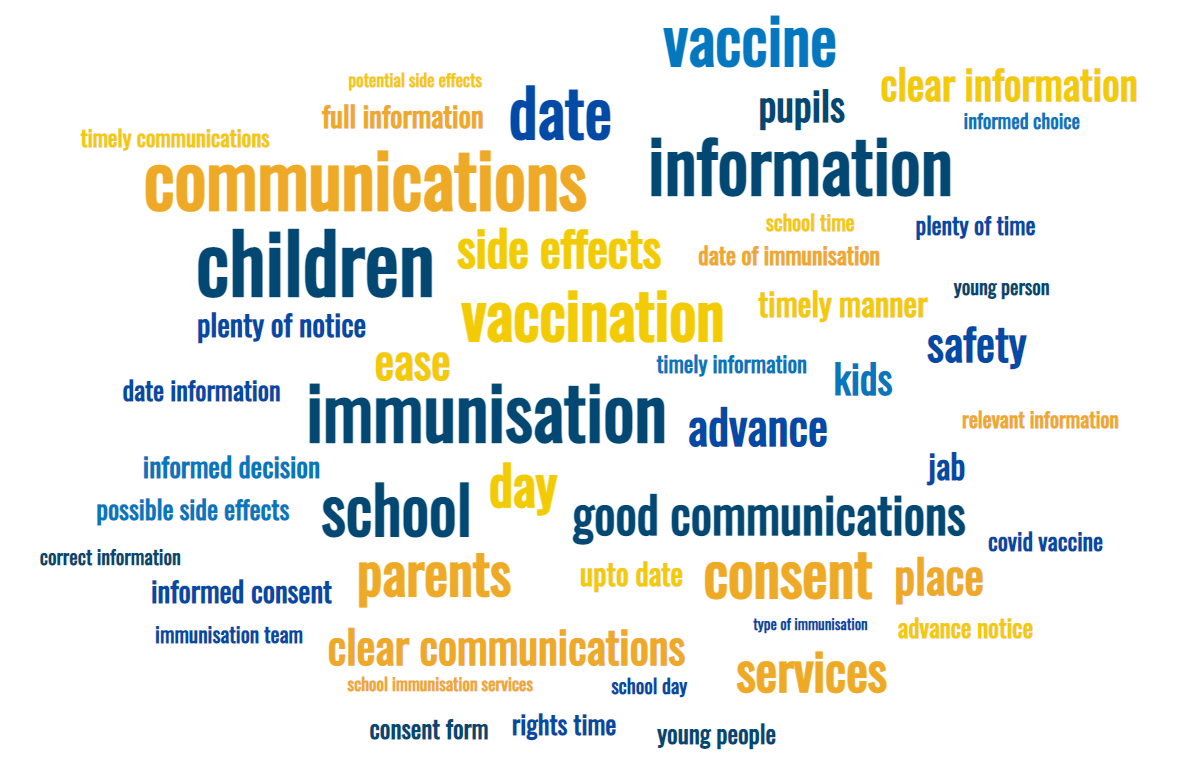 vaccine
potential side effects
clear information
date
pupils
full information
informed choice
timely communications
information
communications
school time
plenty of time
children
side effects
date of immunisation
young person
vaccination
timely manner
plenty of notice
safety
ease
timely information
kids
date information
immunisation
advance
relevant information
informed decision
jab
day
school
possible side effects
good communications
covid vaccine
correct information
parents
upto date
consent
place
informed consent
type of immunisation
advance notice
immunisation team
clear communications
services
school immunisation services
school day
consent form
rights time
young people